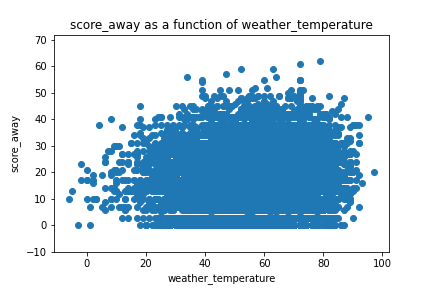 score_away as a function of weather_temperature
70
60
50
40
30
20
10
0
−10
score_away
0 20 40 60 80 100
weather_temperature